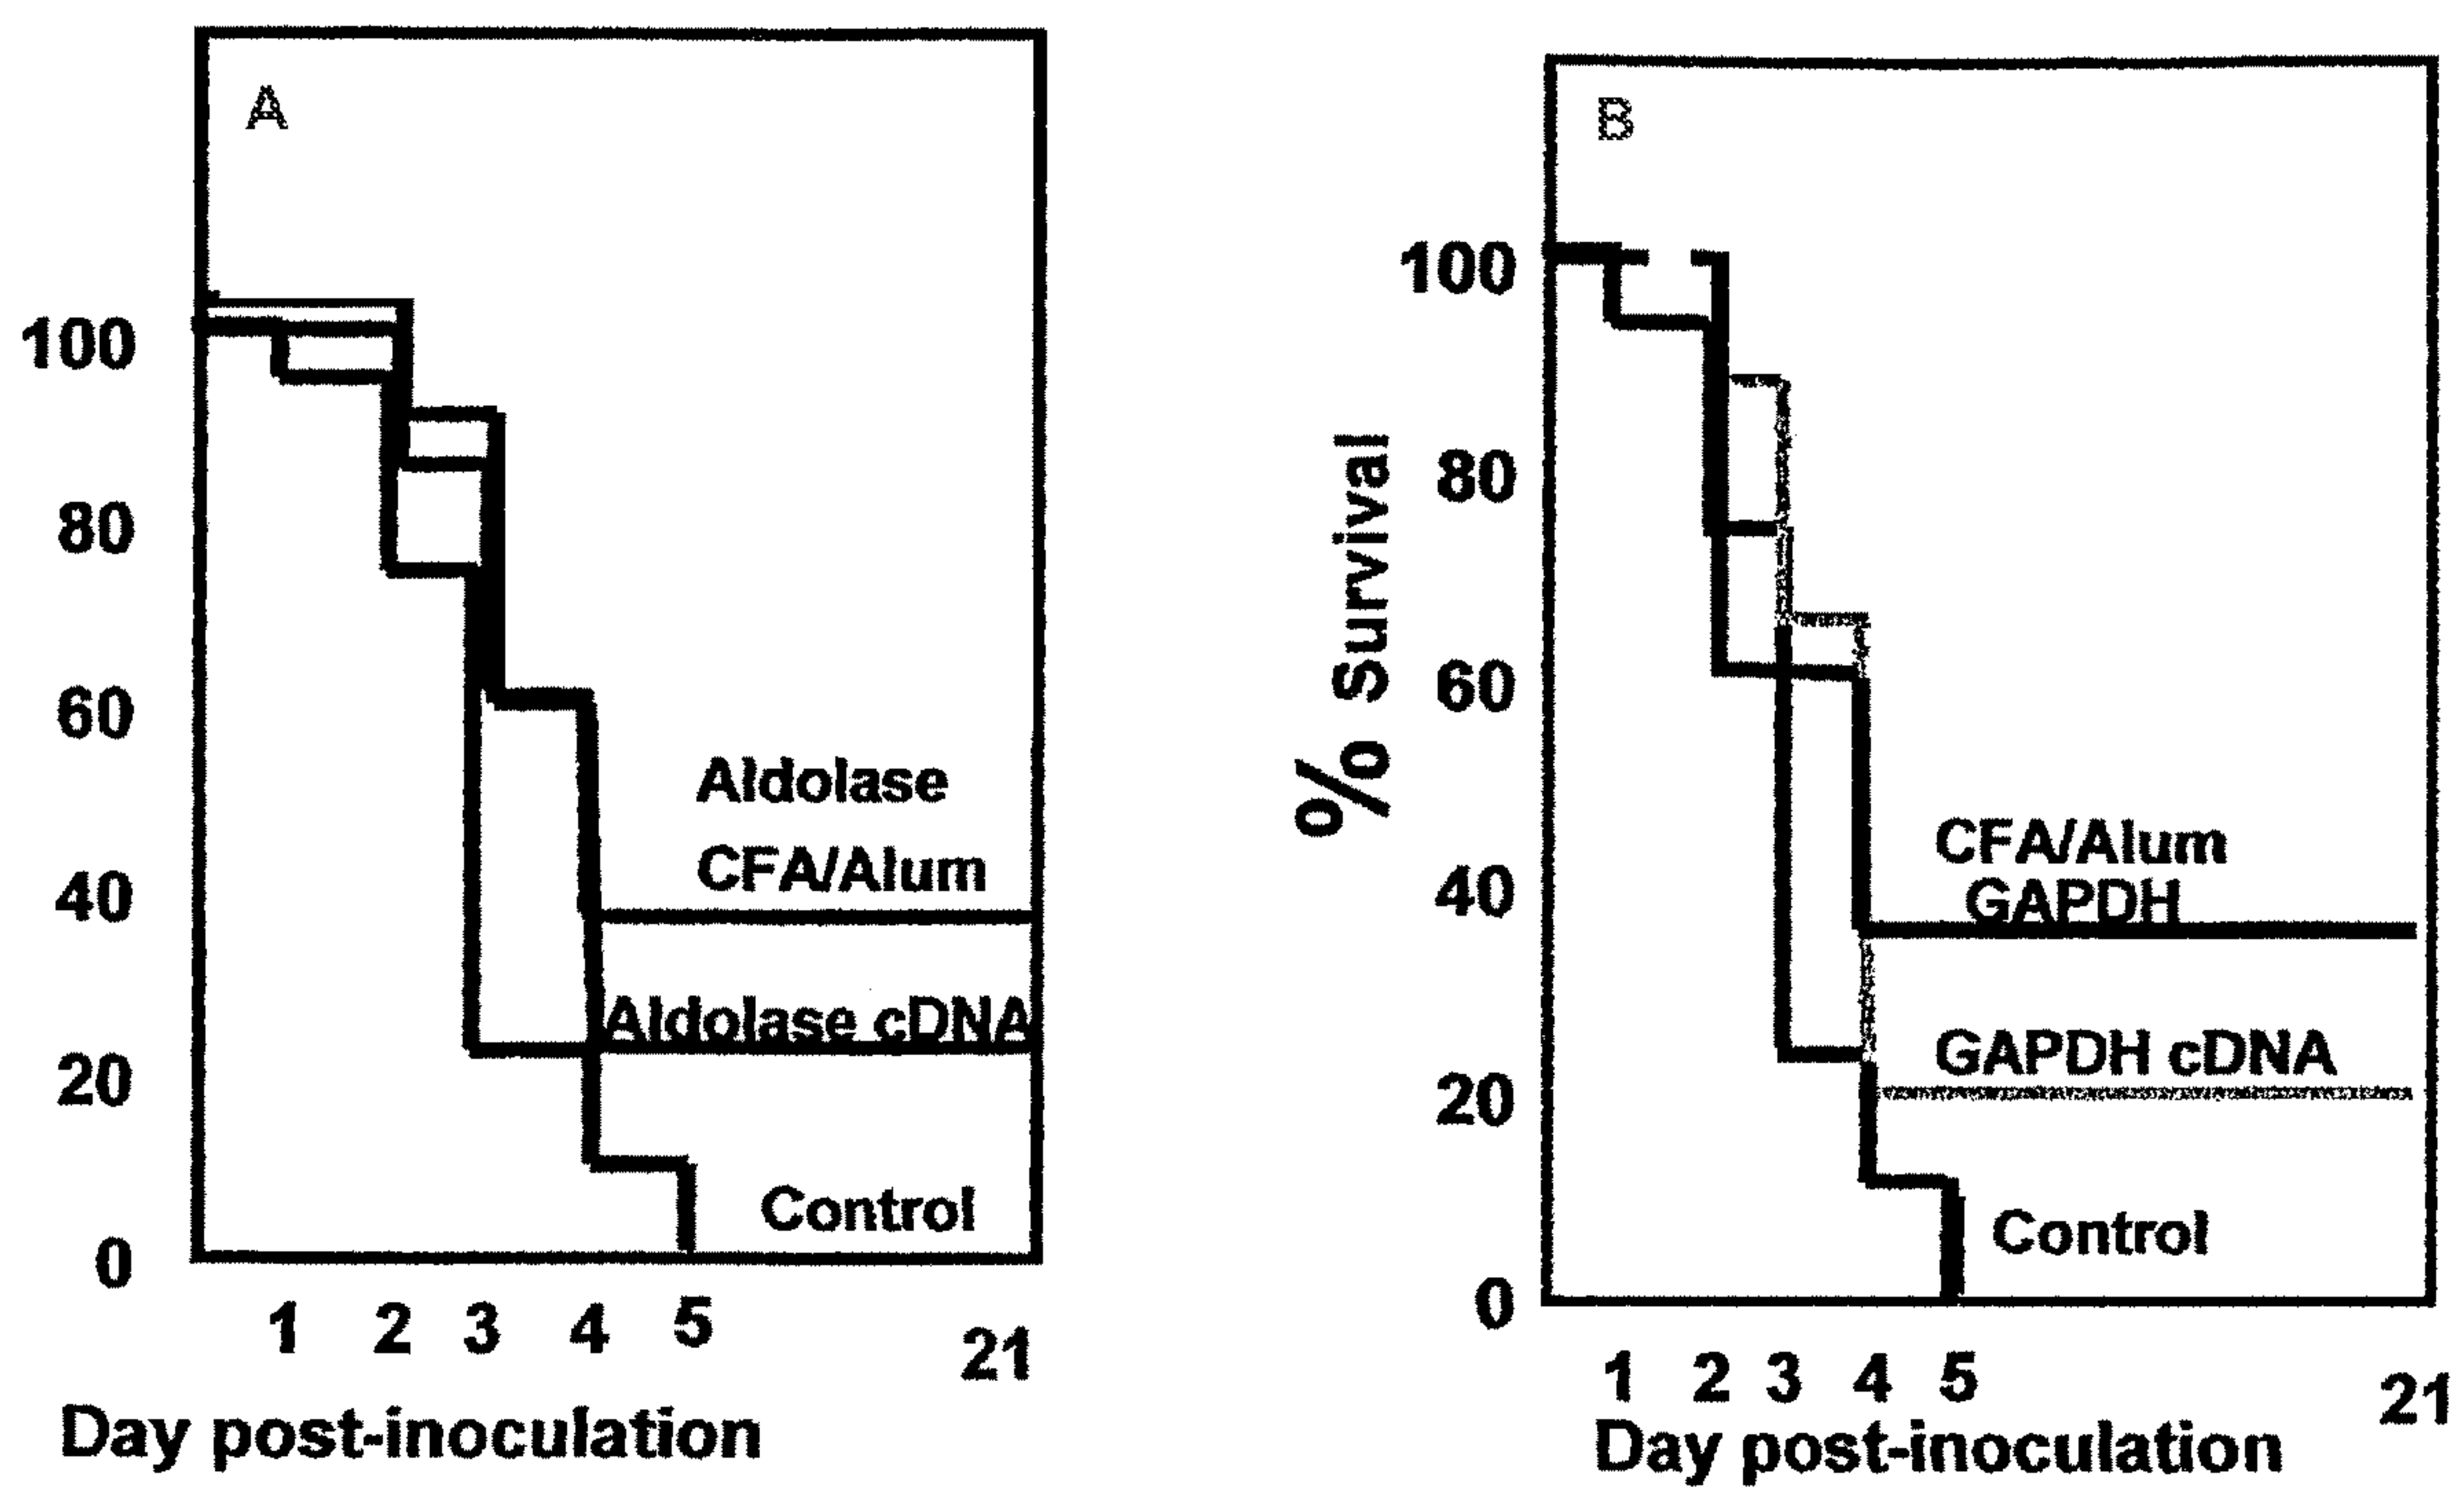 A
100
80
60
40
20
0
Aldolase
CFA/Alum
Aldolase cDNA
Control
1 2 3 4 5 21
Day post-inoculation
B
% Survival
100
80
60
40
20
0
CFA/Alum
GAPDH
GAPDH cDNA
Control
1 2 3 4 5 21
Day post-inoculation